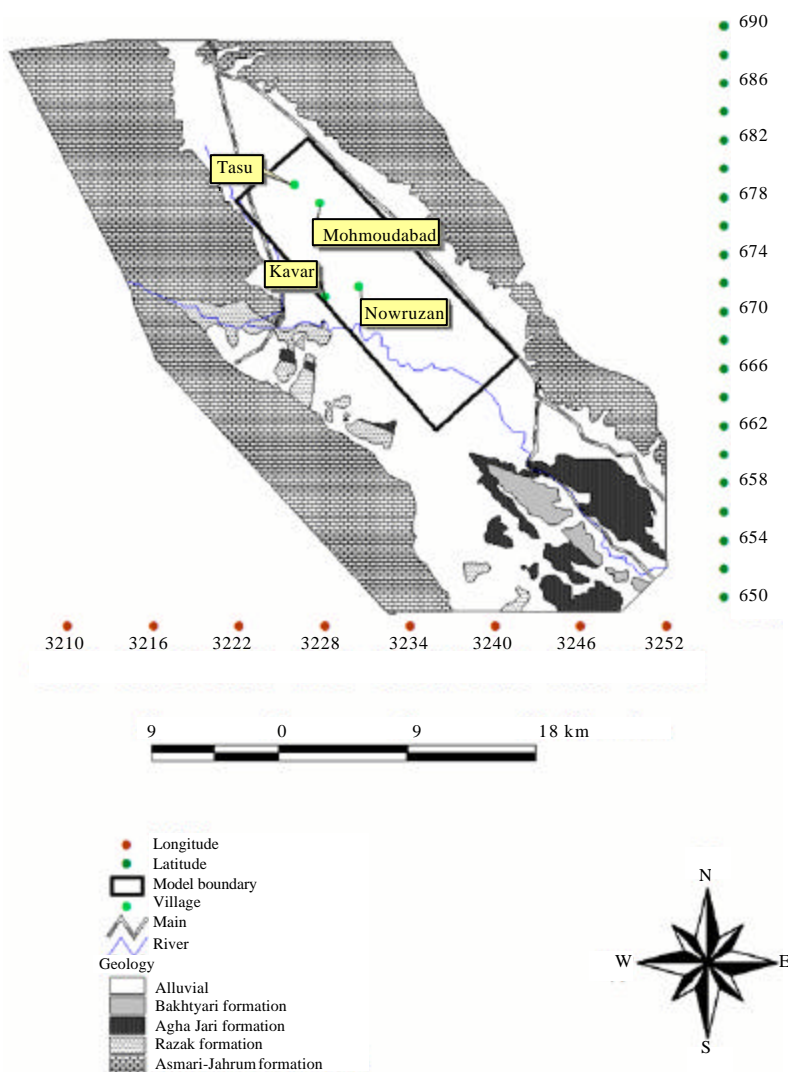 690
686
682
Tasu
678
Mohmoudabad
674
Kavar
670
Nowruzan
666
662
658
654
650
3210 3216 3222 3228 3234 3240 3246 3252
9 0 9 18 km
Longitude
Latitude
Model boundary
Village
Main
River
Geology
Alluvial
Bakhtyari formation
Agha Jari formation
Razak formation
Asmari-Jahrum formation
N
W E
S